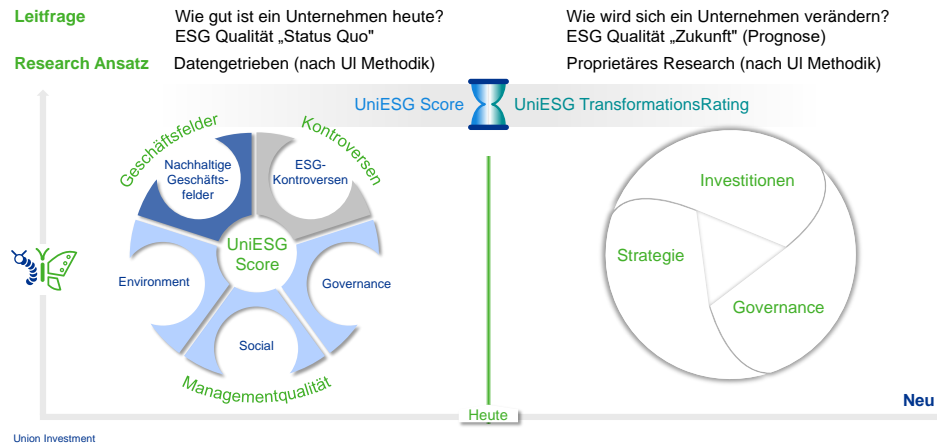 Leitfrage
Wie gut ist ein Unternehmen heute?
ESG Qualität „Status Quo"
Wie wird sich ein Unternehmen verändern?
ESG Qualität „Zukunft" (Prognose)
Research Ansatz
Datengetrieben (nach UI Methodik)
Proprietäres Research (nach UI Methodik)
UniESG Score
UniESG TransformationsRating
Geschäftsfelder
Kontroversen
Nachhaltige
Geschäfts-
felder
ESG-
Kontroversen
UniESG
Score
Environment
Governance
Social
Managementqualität
Investitionen
Strategie
Governance
Neu
Heute
Union Investment